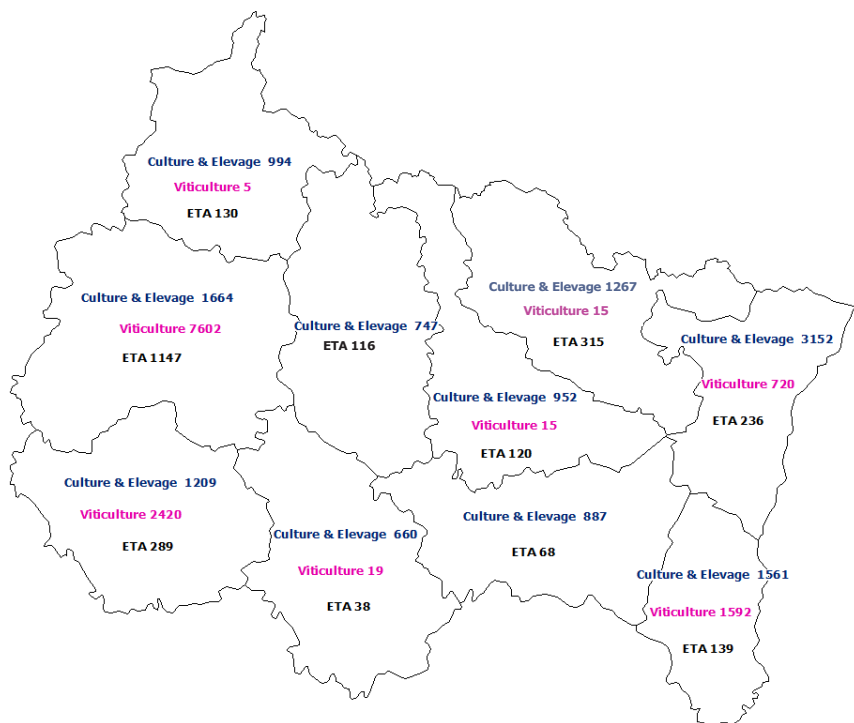 Culture & Elevage 994
Viticulture 5
ETA 130
Culture & Elevage 1664
Viticulture 7602
ETA 1147
Culture & Elevage 747
ETA 116
Culture & Elevage 1267
Viticulture 15
ETA 315
Culture & Elevage 3152
Viticulture 720
ETA 236
Culture & Elevage 952
Viticulture 15
ETA 120
Culture & Elevage 1209
Viticulture 2420
ETA 289
Culture & Elevage 660
Viticulture 19
ETA 38
Culture & Elevage 887
ETA 68
Culture & Elevage 1561
Viticulture 1592
ETA 139